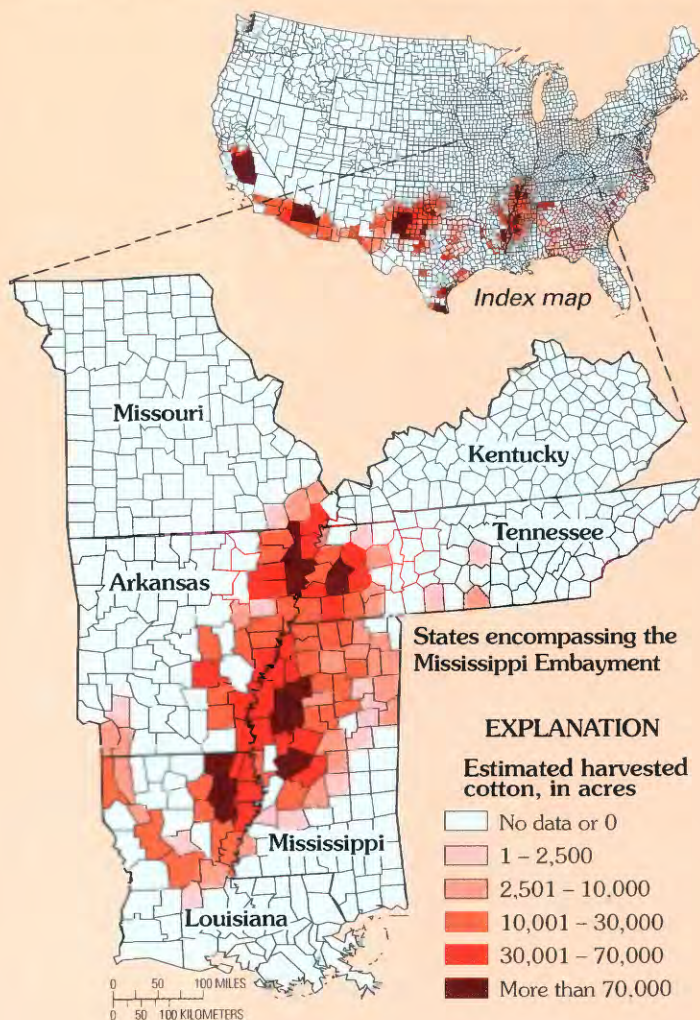 Index map
Missouri
Kentucky
Tennessee
Arkansas
States encompassing the
Mississippi Embayment
EXPLANATION
Estimated harvested
cotton, in acres
No data or 0
1 – 2,500
2,501 – 10,000
10,001 – 30,000
30,001 – 70,000
More than 70,000
Mississippi
Louisiana
0 50 100 MILES
0 50 100 KILOMETERS